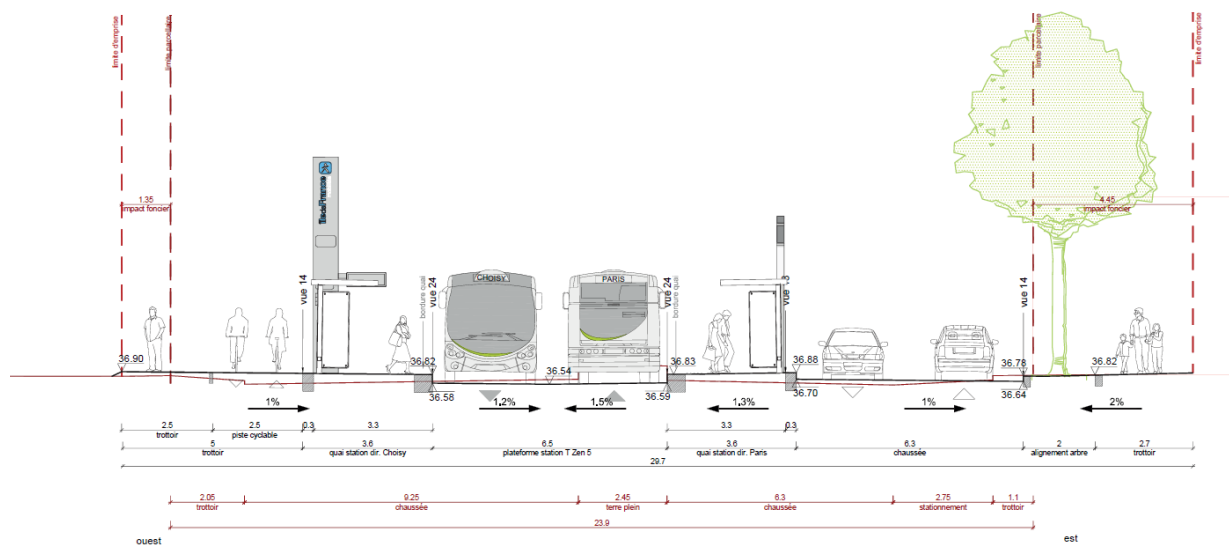 limite d'emprise
limite parcellaire
limite parcellaire
limite d'emprise
1.35
impact foncier
4.45
impact foncier
île de France
vue 14
bordure quai
vue 24
CHOISY
PARIS
vue 24
bordure quai
vue 14
36.90
36.82
36.58
36.54
36.83
36.59
36.88
36.70
36.78
36.64
36.82
1%
1.2%
1.5%
1.3%
1%
2%
2.5
trottoir
2.5
piste cyclable
0.3
3.3
3.3
0.3
5
trottoir
3.6
quai station dir. Choisy
6.5
plateforme station T Zen 5
3.6
quai station dir. Paris
6.3
chaussée
2
alignement arbre
2.7
trottoir
29.7
2.05
trottoir
9.25
chaussée
2.45
terre plein
6.3
chaussée
2.75
stationnement
1.1
trottoir
23.9
ouest
est